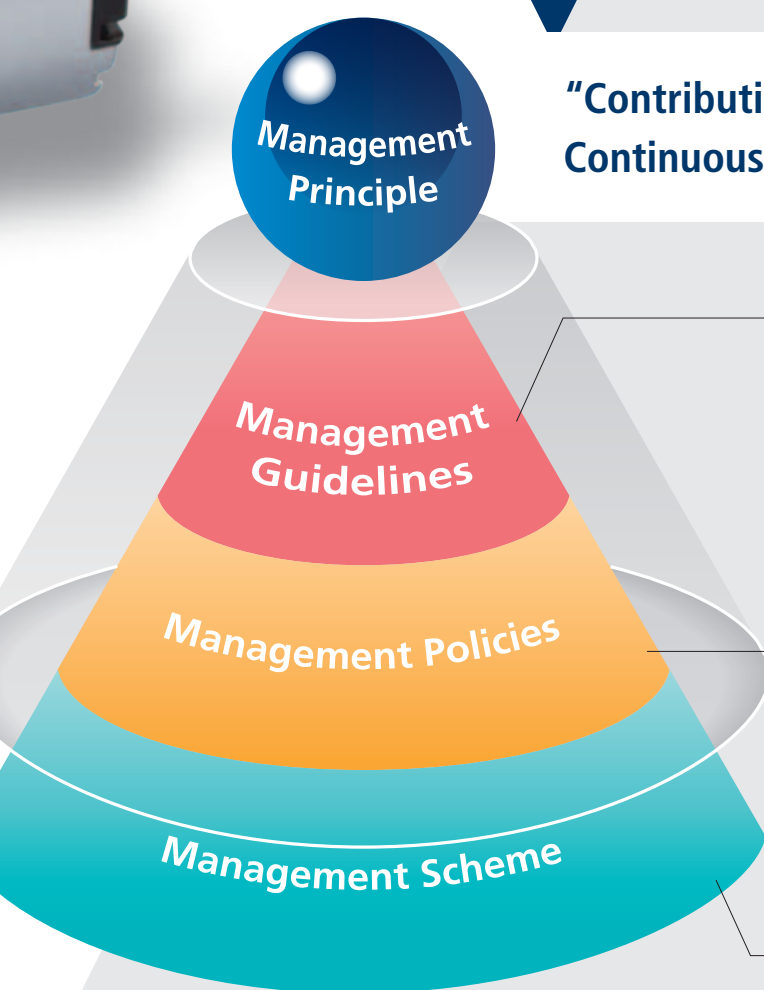 Management
Principle
“Contributi
Continuous
Management
Guidelines
Management Policies
Management Scheme